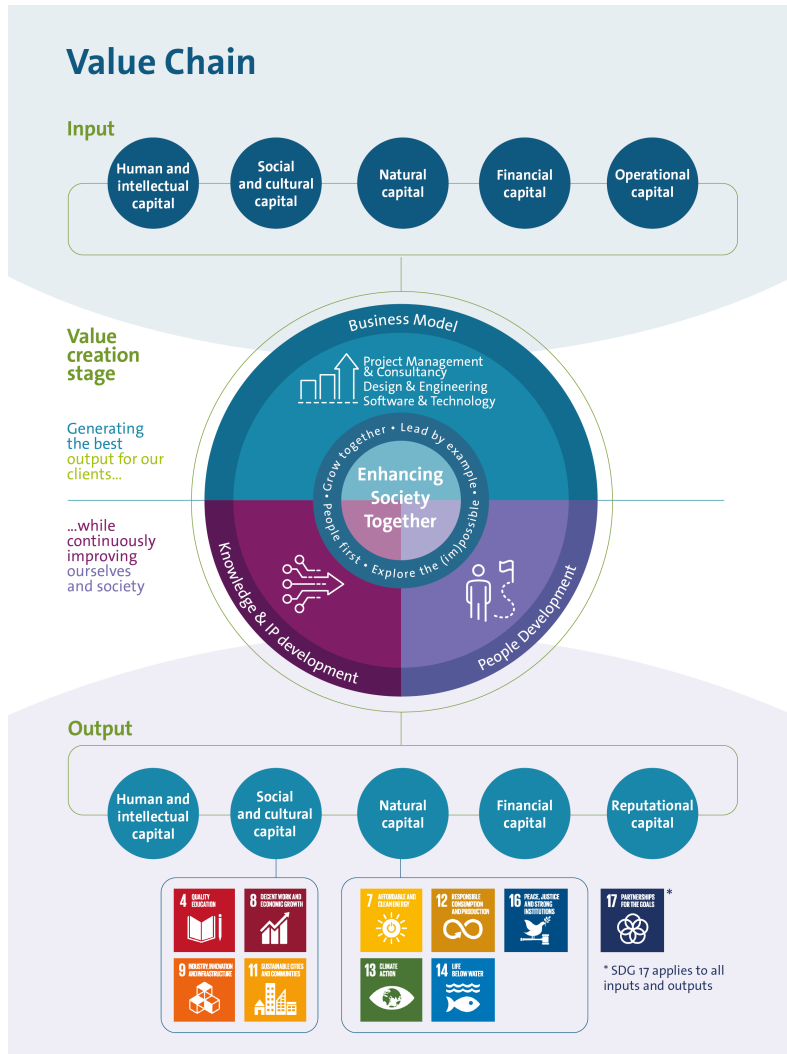 Value Chain
Input
Human and
intellectual
capital
Social
and cultural
capital
Natural
capital
Financial
capital
Operational
capital
Value
creation
stage
Generating
the best
output for our
clients...
...while
continuously
improving
ourselves
and society
Business Model
Project Management
& Consultancy
Design & Engineering
Software & Technology
• Grow together • Lead by example •
People first • Explore the (im)possible
Enhancing
Society
Together
Knowledge & IP development
People Development
Output
Human and
intellectual
capital
Social
and cultural
capital
Natural
capital
Financial
capital
Reputational
capital
4 QUALITY
EDUCATION
8 DECENT WORK AND
ECONOMIC GROWTH
9 INDUSTRY, INNOVATION
AND INFRASTRUCTURE
11 SUSTAINABLE CITIES
AND COMMUNITIES
7 AFFORDABLE AND
CLEAN ENERGY
12 RESPONSIBLE
CONSUMPTION
AND PRODUCTION
16 PEACE, JUSTICE
AND STRONG
INSTITUTIONS
13 CLIMATE
ACTION
14 LIFE
BELOW WATER
17 PARTNERSHIPS
FOR THE GOALS
*
* SDG 17 applies to all
inputs and outputs